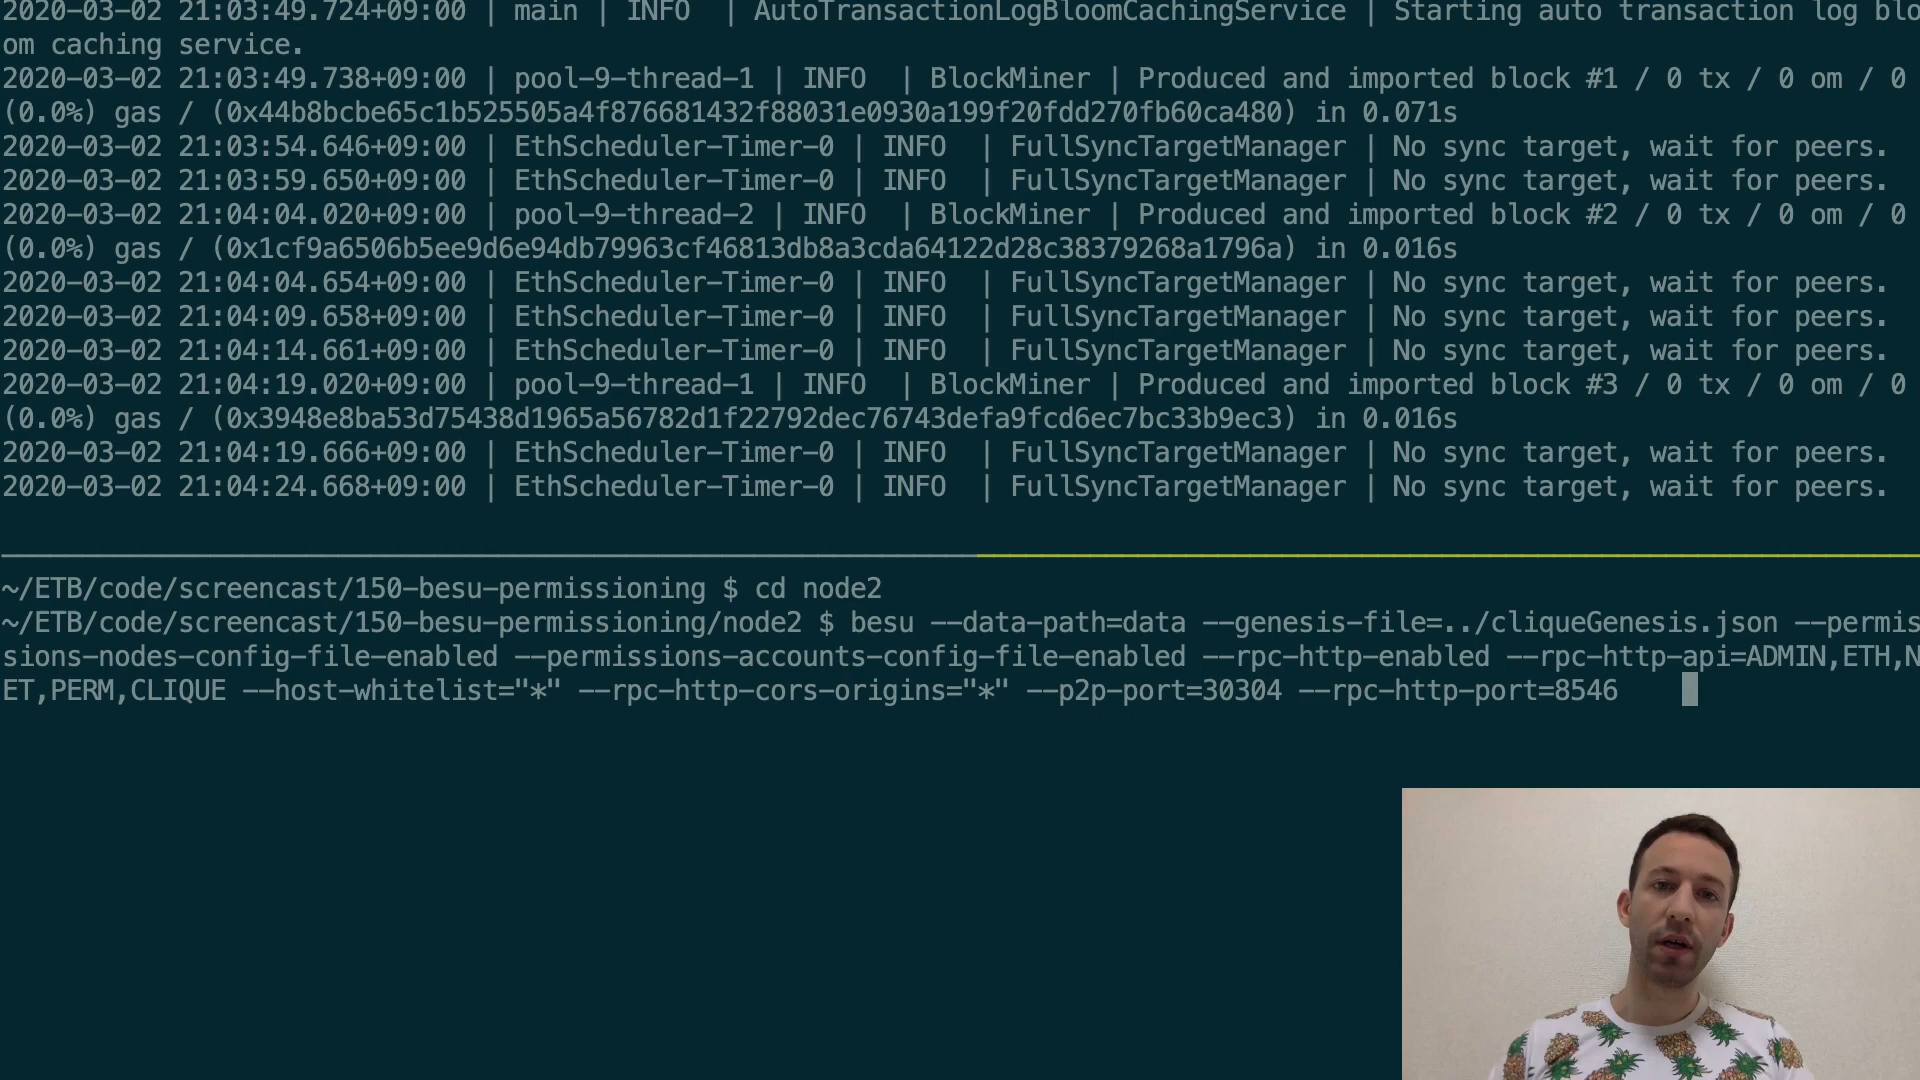 2020-03-02 21:03:49.724+09:00 | main | INFO  | AutoTransactionLogBloomCachingService | Starting auto transaction log blo
om caching service.
2020-03-02 21:03:49.738+09:00 | pool-9-thread-1 | INFO  | BlockMiner | Produced and imported block #1 / 0 tx / 0 om / 0
(0.0%) gas / (0x44b8bcbe65c1b525505a4f876681432f88031e0930a199f20fdd270fb60ca480) in 0.071s
2020-03-02 21:03:54.646+09:00 | EthScheduler-Timer-0 | INFO  | FullSyncTargetManager | No sync target, wait for peers.
2020-03-02 21:03:59.650+09:00 | EthScheduler-Timer-0 | INFO  | FullSyncTargetManager | No sync target, wait for peers.
2020-03-02 21:04:04.020+09:00 | pool-9-thread-2 | INFO  | BlockMiner | Produced and imported block #2 / 0 tx / 0 om / 0
(0.0%) gas / (0x1cf9a6506b5ee9d6e94db79963cf46813db8a3cda64122d28c38379268a1796a) in 0.016s
2020-03-02 21:04:04.654+09:00 | EthScheduler-Timer-0 | INFO  | FullSyncTargetManager | No sync target, wait for peers.
2020-03-02 21:04:09.658+09:00 | EthScheduler-Timer-0 | INFO  | FullSyncTargetManager | No sync target, wait for peers.
2020-03-02 21:04:14.661+09:00 | EthScheduler-Timer-0 | INFO  | FullSyncTargetManager | No sync target, wait for peers.
2020-03-02 21:04:19.020+09:00 | pool-9-thread-1 | INFO  | BlockMiner | Produced and imported block #3 / 0 tx / 0 om / 0
(0.0%) gas / (0x3948e8ba53d75438d1965a56782d1f22792dec76743defa9fcd6ec7bc33b9ec3) in 0.016s
2020-03-02 21:04:19.666+09:00 | EthScheduler-Timer-0 | INFO  | FullSyncTargetManager | No sync target, wait for peers.
2020-03-02 21:04:24.668+09:00 | EthScheduler-Timer-0 | INFO  | FullSyncTargetManager | No sync target, wait for peers.
~/ETB/code/screencast/150-besu-permissioning $ cd node2
~/ETB/code/screencast/150-besu-permissioning/node2 $ besu --data-path=data --genesis-file=../cliqueGenesis.json --permis
sions-nodes-config-file-enabled --permissions-accounts-config-file-enabled --rpc-http-enabled --rpc-http-api=ADMIN,ETH,N
ET,PERM,CLIQUE --host-whitelist="*" --rpc-http-cors-origins="*" --p2p-port=30304 --rpc-http-port=8546